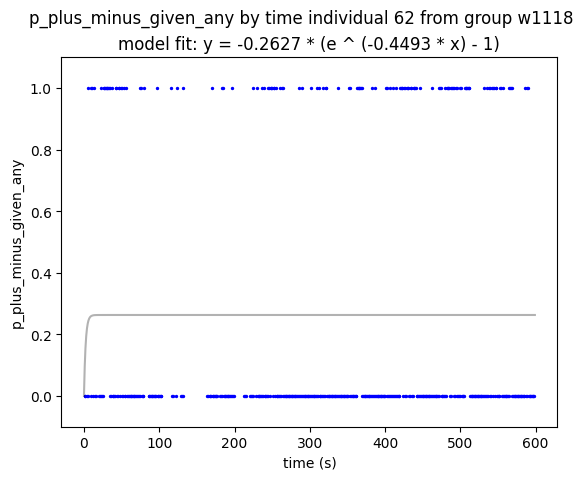 p_plus_minus_given_any by time individual 62 from group w1118
model fit: y = -0.2627 * (e ^ (-0.4493 * x) - 1)
p_plus_minus_given_any
1.0
0.8
0.6
0.4
0.2
0.0
0 100 200 300 400 500 600
time (s)